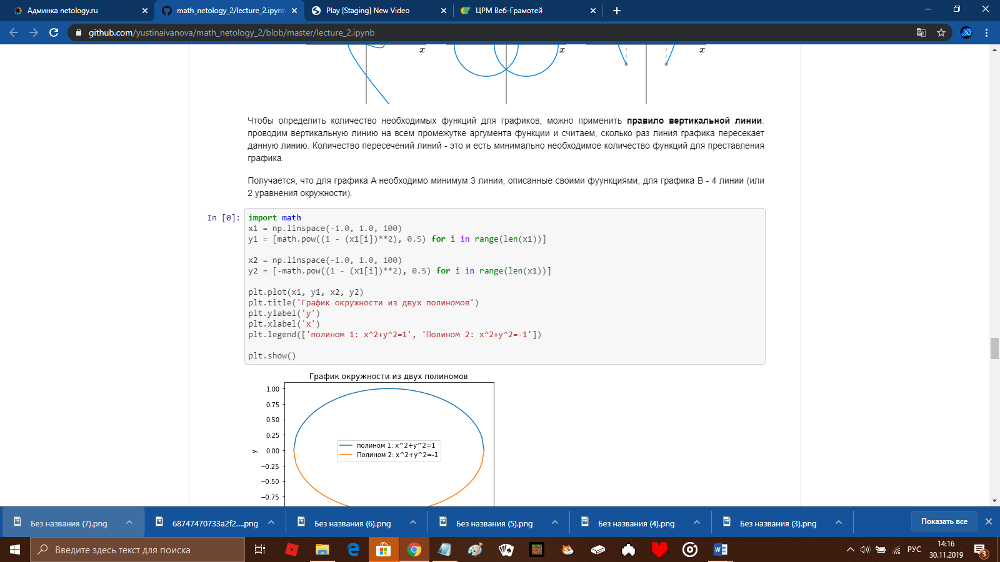 Админка netology.ru
math_netology_2/lecture_2.ipynb
Play [Staging] New Video
ЦРМ Веб-Грамотей
github.com/yustinaivanova/math_netology_2/blob/master/lecture_2.ipynb
x
x
x
Чтобы определить количество необходимых функций для графиков, можно применить правило вертикальной линии:
проводим вертикальную линию на всем промежутке аргумента функции и считаем, сколько раз линия графика пересекает
данную линию. Количество пересечений линий - это и есть минимально необходимое количество функций для преставления
графика.
Получается, что для графика A необходимо минимум 3 линии, описанные своими фуункциями, для графика B - 4 линии (или
2 уравнения окружности).
In [0]:
import math
x1 = np.linspace(-1.0, 1.0, 100)
y1 = [math.pow((1 - (x1[i])**2), 0.5) for i in range(len(x1))]
x2 = np.linspace(-1.0, 1.0, 100)
y2 = [-math.pow((1 - (x1[i])**2), 0.5) for i in range(len(x1))]
plt.plot(x1, y1, x2, y2)
plt.title('График окружности из двух полиномов')
plt.ylabel('y')
plt.xlabel('x')
plt.legend(['полином 1: x^2+y^2=1', 'Полином 2: x^2+y^2=-1'])
plt.show()
График окружности из двух полиномов
1.00
0.75
0.50
0.25
0.00
−0.25
−0.50
−0.75
y
полином 1: x^2+y^2=1
Полином 2: x^2+y^2=-1
Без названия (7).png
68747470733a2f2....png
Без названия (6).png
Без названия (5).png
Без названия (4).png
Без названия (3).png
Показать все
Введите здесь текст для поиска
РУС
14:16
30.11.2019
3